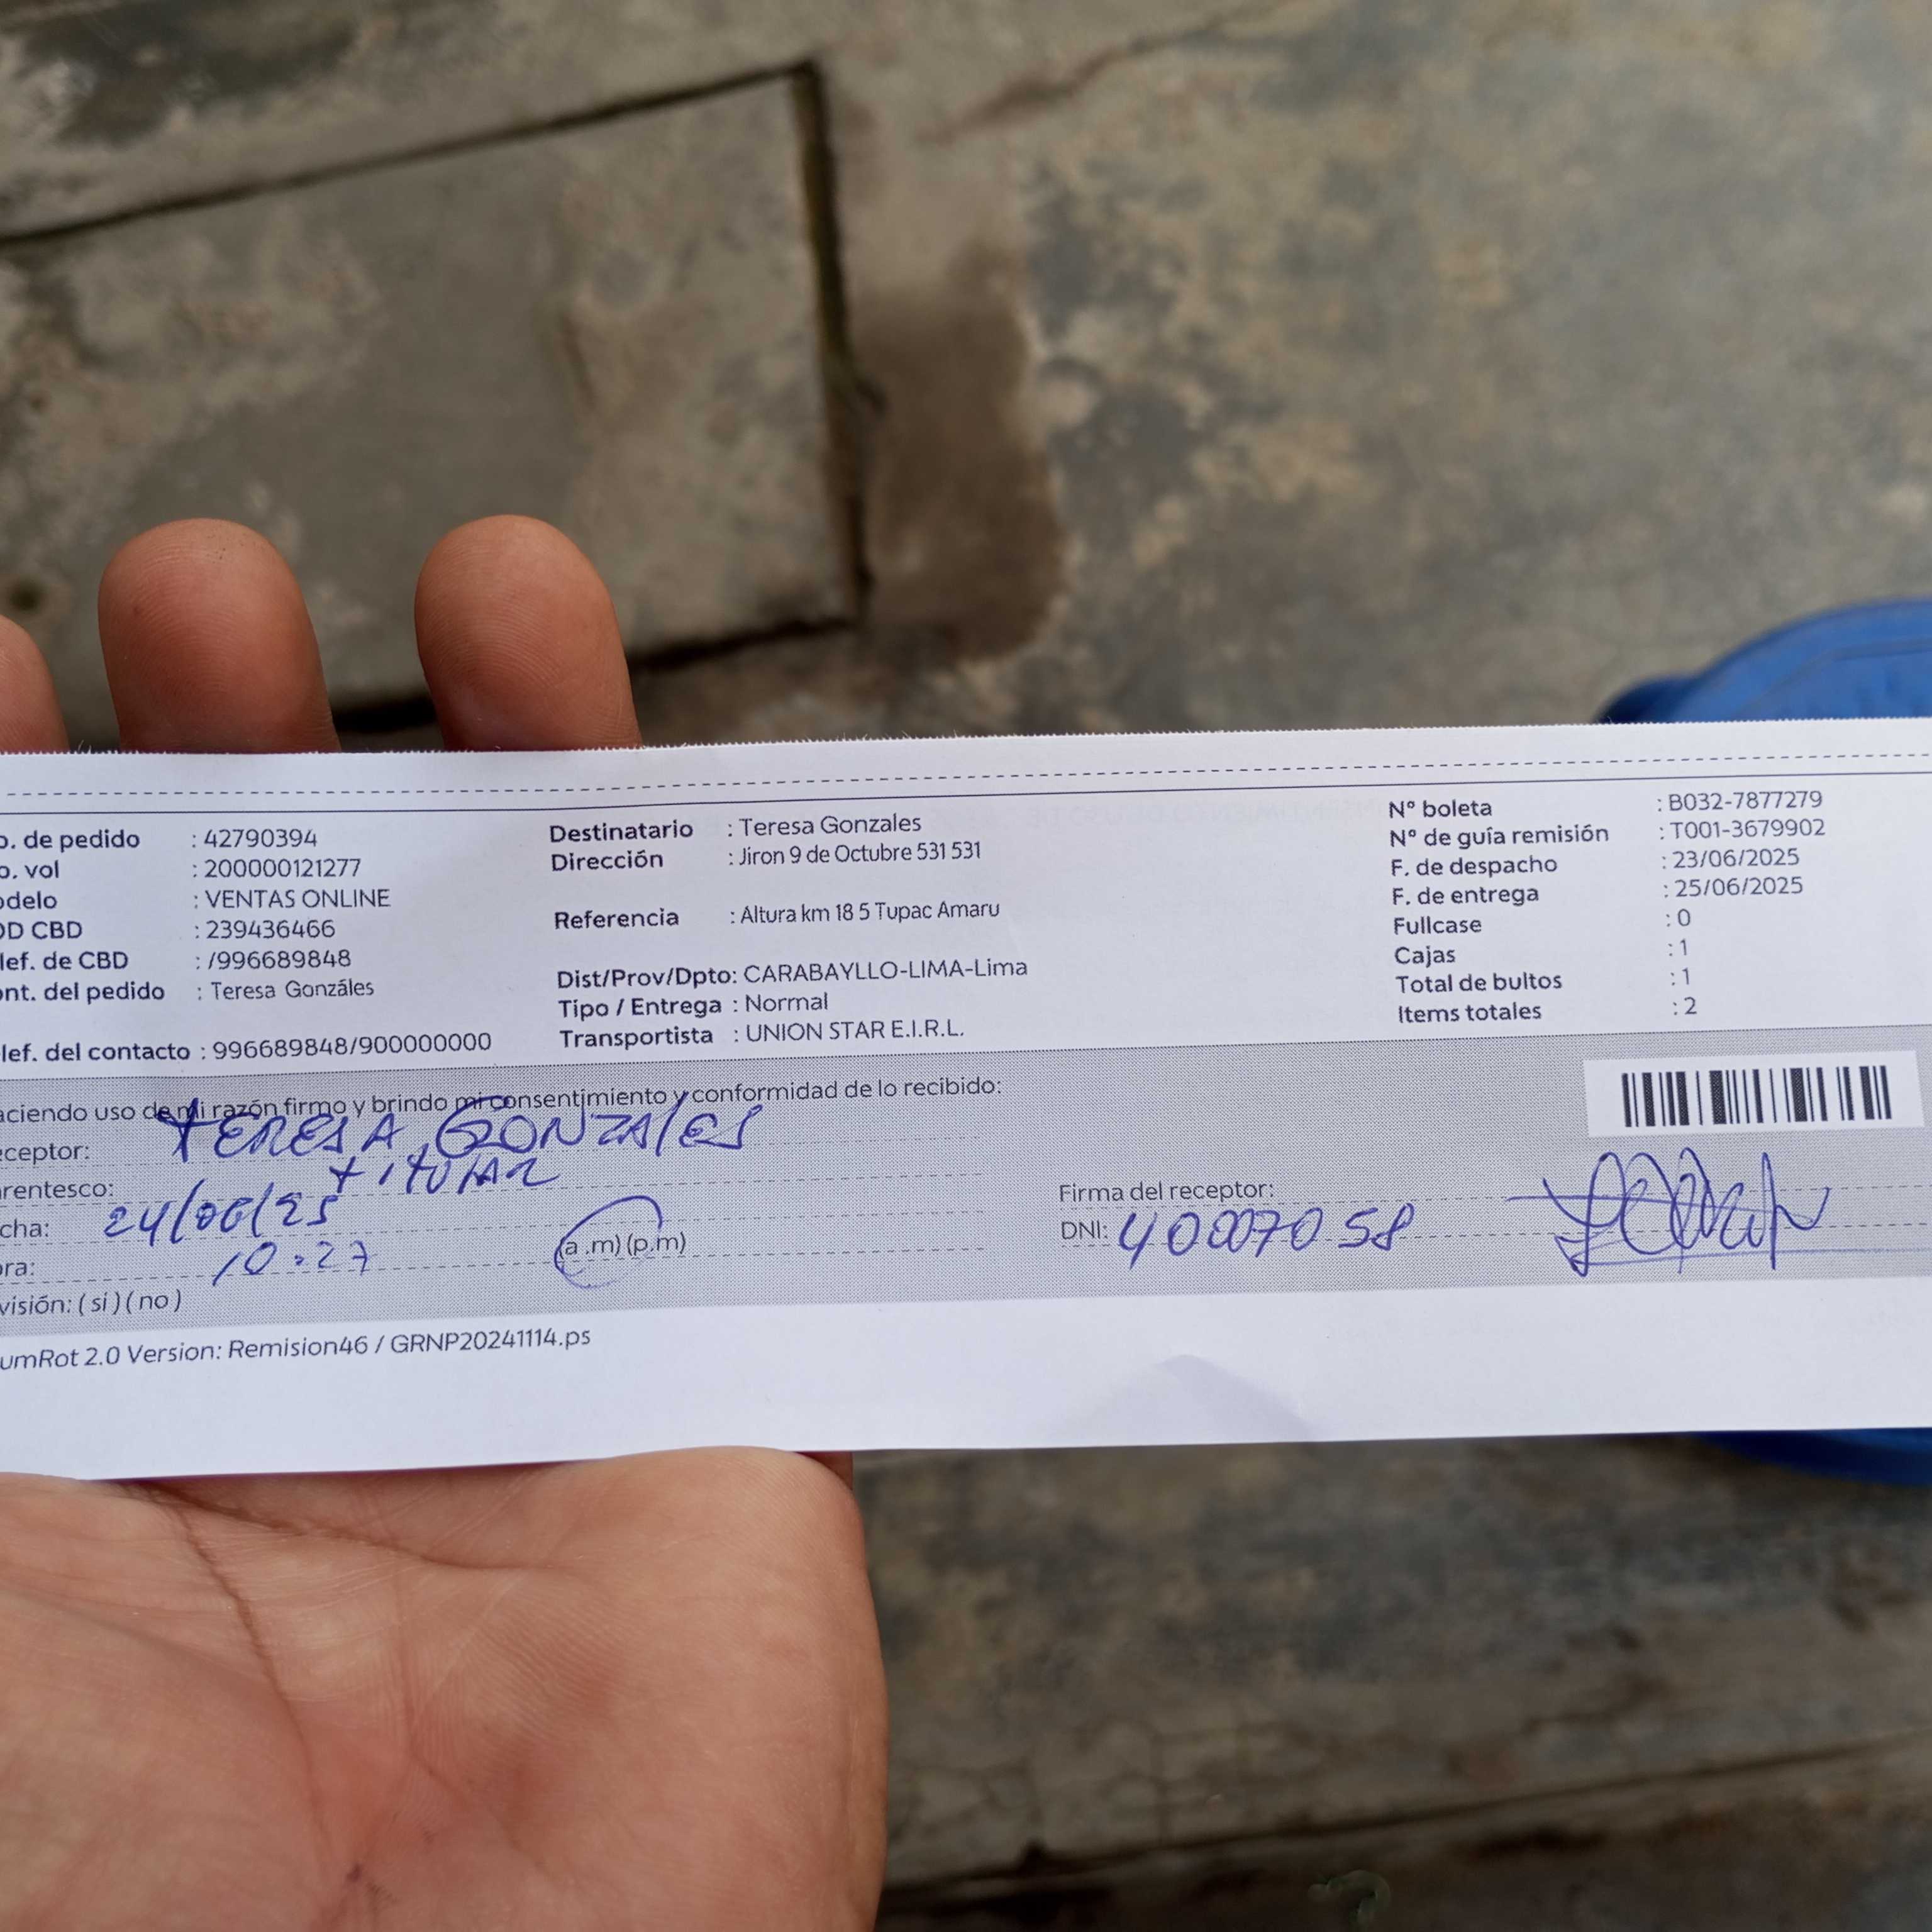 o. de pedido : 42790394
o. vol : 200000121277
odelo : VENTAS ONLINE
OD CBD : 239436466
lef. de CBD : /996689848
ont. del pedido : Teresa Gonzáles
lef. del contacto : 996689848/900000000
Destinatario : Teresa Gonzales
Dirección : Jiron 9 de Octubre 531 531
Referencia : Altura km 18 5 Tupac Amaru
Dist/Prov/Dpto: CARABAYLLO-LIMA-Lima
Tipo / Entrega : Normal
Transportista : UNION STAR E.I.R.L.
Nº boleta : B032-7877279
Nº de guía remisión : T001-3679902
F. de despacho : 23/06/2025
F. de entrega : 25/06/2025
Fullcase : 0
Cajas : 1
Total de bultos : 1
Items totales : 2
aciendo uso de mi razón firmo y brindo mi consentimiento y conformidad de lo recibido:
eceptor: TERESA GONZALES
arentesco: TITULAR
cha: 24/06/25
ora: 10:27 (a .m) (p.m)
visión: ( si ) ( no )
Firma del receptor:
DNI: 40007058
umRot 2.0 Version: Remision46 / GRNP20241114.ps